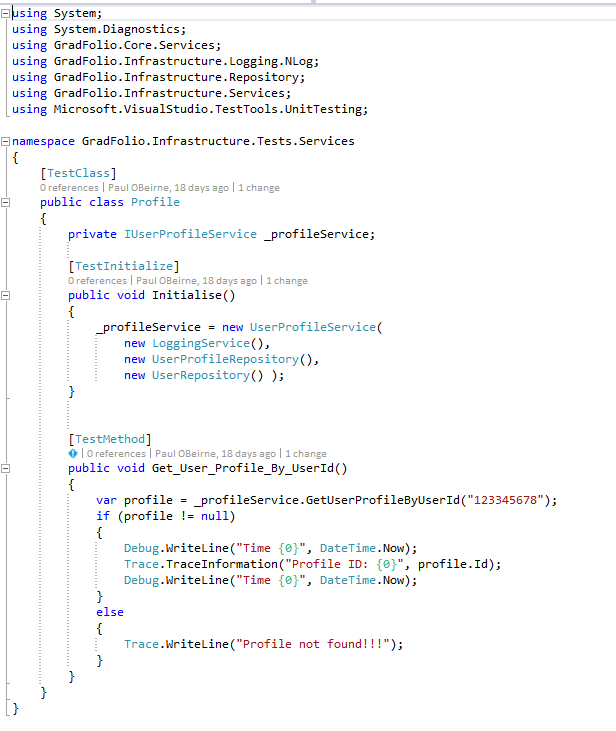 using System;
using System.Diagnostics;
using GradFolio.Core.Services;
using GradFolio.Infrastructure.Logging.NLog;
using GradFolio.Infrastructure.Repository;
using GradFolio.Infrastructure.Services;
using Microsoft.VisualStudio.TestTools.UnitTesting;
namespace GradFolio.Infrastructure.Tests.Services
{
[TestClass]
0 references | Paul OBeirne, 18 days ago | 1 change
public class Profile
{
private IUserProfileService _profileService;
[TestInitialize]
0 references | Paul OBeirne, 18 days ago | 1 change
public void Initialise()
{
_profileService = new UserProfileService(
new LoggingService(),
new UserProfileRepository(),
new UserRepository() );
}
[TestMethod]
| 0 references | Paul OBeirne, 18 days ago | 1 change
public void Get_User_Profile_By_UserId()
{
var profile = _profileService.GetUserProfileByUserId("123345678");
if (profile != null)
{
Debug.WriteLine("Time {0}", DateTime.Now);
Trace.TraceInformation("Profile ID: {0}", profile.Id);
Debug.WriteLine("Time {0}", DateTime.Now);
}
else
{
Trace.WriteLine("Profile not found!!!");
}
}
}
}